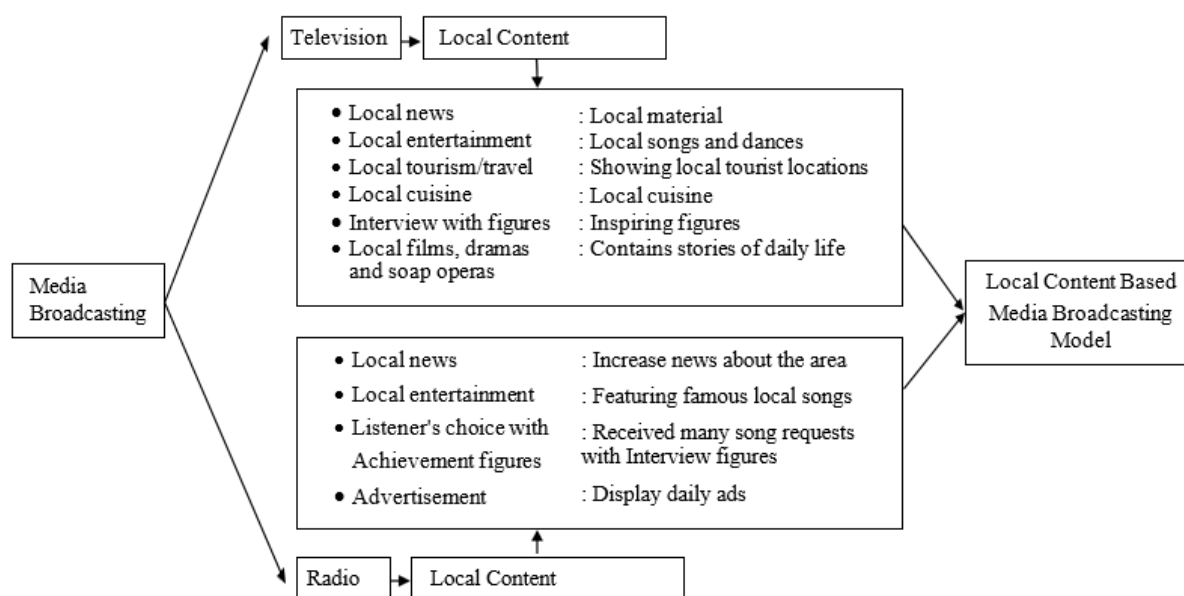 Television
Local Content
• Local news : Local material
• Local entertainment : Local songs and dances
• Local tourism/travel : Showing local tourist locations
• Local cuisine : Local cuisine
• Interview with figures : Inspiring figures
• Local films, dramas : Contains stories of daily life
and soap operas
Media
Broadcasting
Local Content Based
Media Broadcasting
Model
• Local news : Increase news about the area
• Local entertainment : Featuring famous local songs
• Listener's choice with : Received many song requests
Achievement figures with Interview figures
• Advertisement : Display daily ads
Radio
Local Content